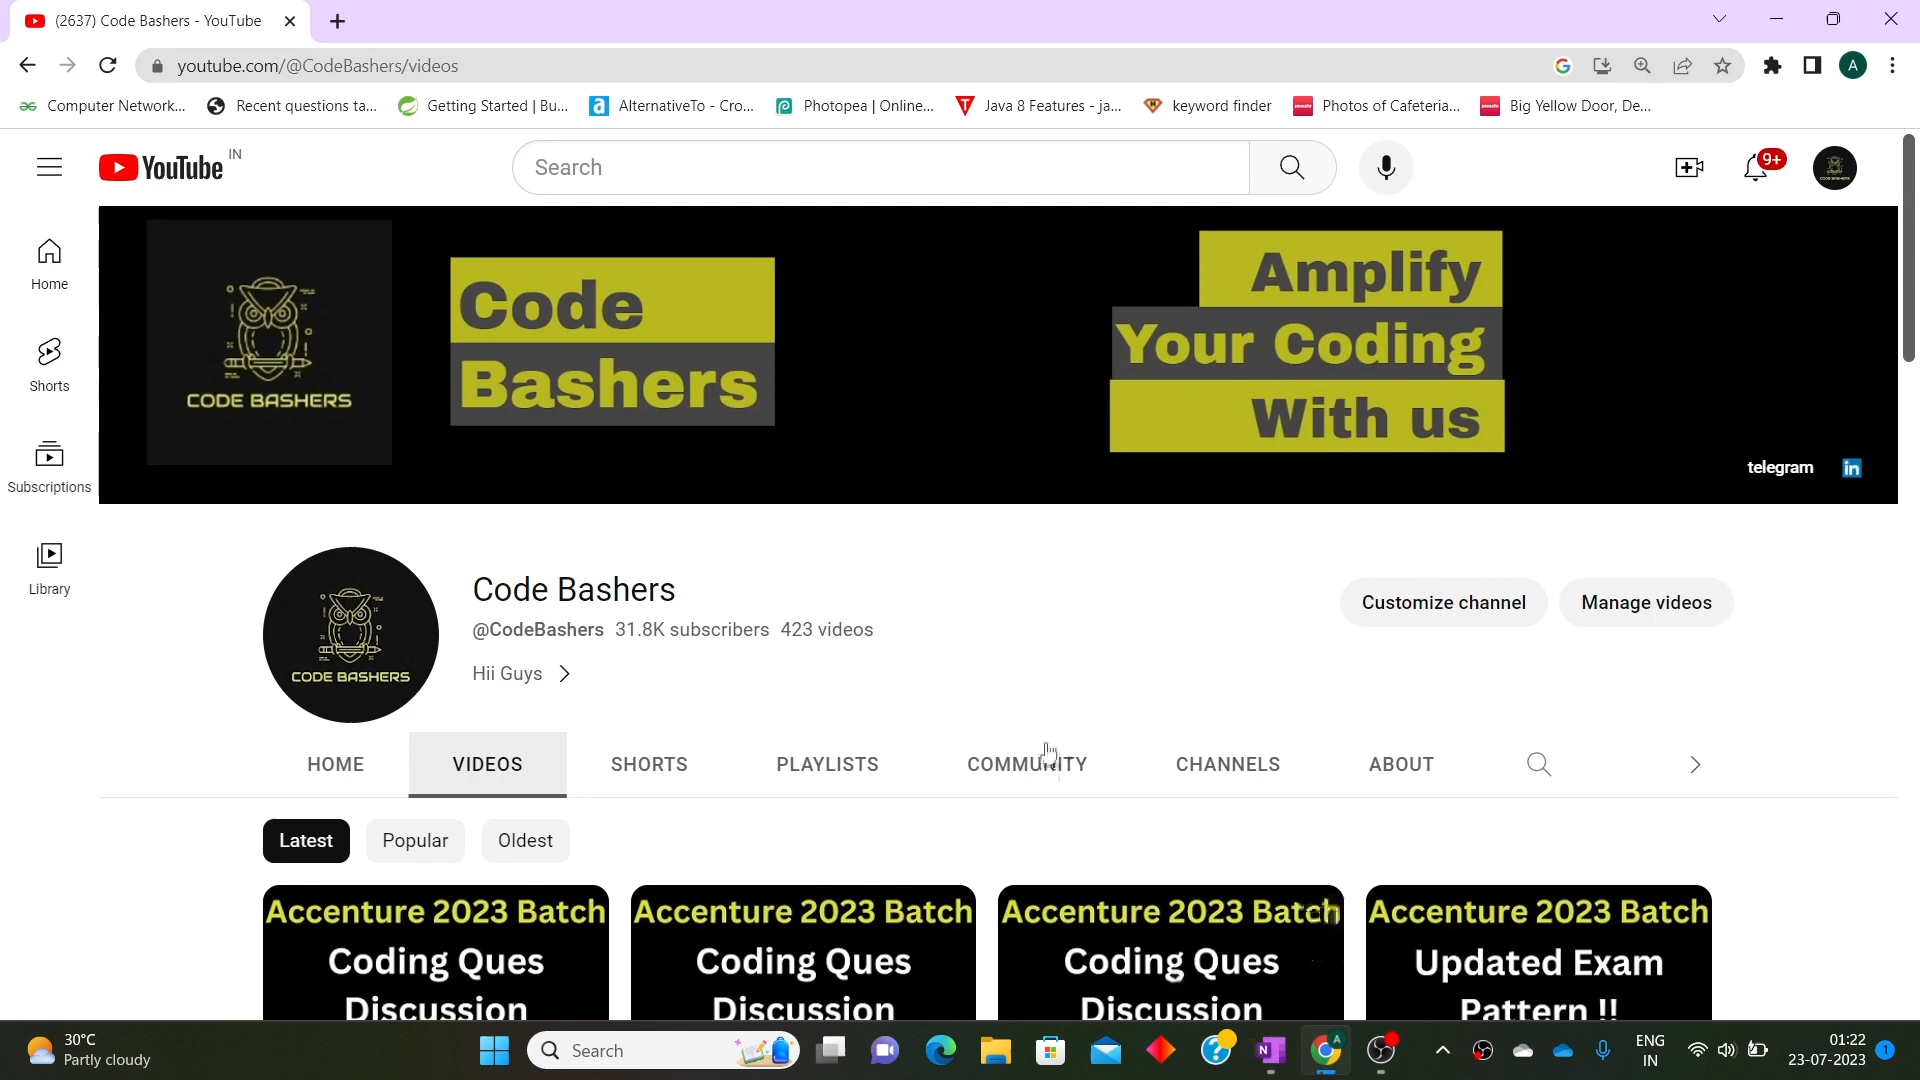 (2637) Code Bashers - YouTube
youtube.com/@CodeBashers/videos
A
Computer Network...
Recent questions ta...
Getting Started | Bu...
AlternativeTo - Cro...
Photopea | Online...
Java 8 Features - ja...
keyword finder
Photos of Cafeteria...
Big Yellow Door, De...
YouTube IN
Search
9+
Home
Shorts
Subscriptions
Library
CODE BASHERS
Code
Bashers
Amplify
Your Coding
With us
telegram
in
CODE BASHERS
Code Bashers
@CodeBashers 31.8K subscribers 423 videos
Hii Guys
Customize channel
Manage videos
HOME
VIDEOS
SHORTS
PLAYLISTS
COMMUNITY
CHANNELS
ABOUT
Latest
Popular
Oldest
Accenture 2023 Batch
Coding Ques
Discussion
Accenture 2023 Batch
Coding Ques
Discussion
Accenture 2023 Batch
Coding Ques
Discussion
Accenture 2023 Batch
Updated Exam
Pattern !!
30°C
Partly cloudy
Search
ENG
IN
01:22
23-07-2023
1